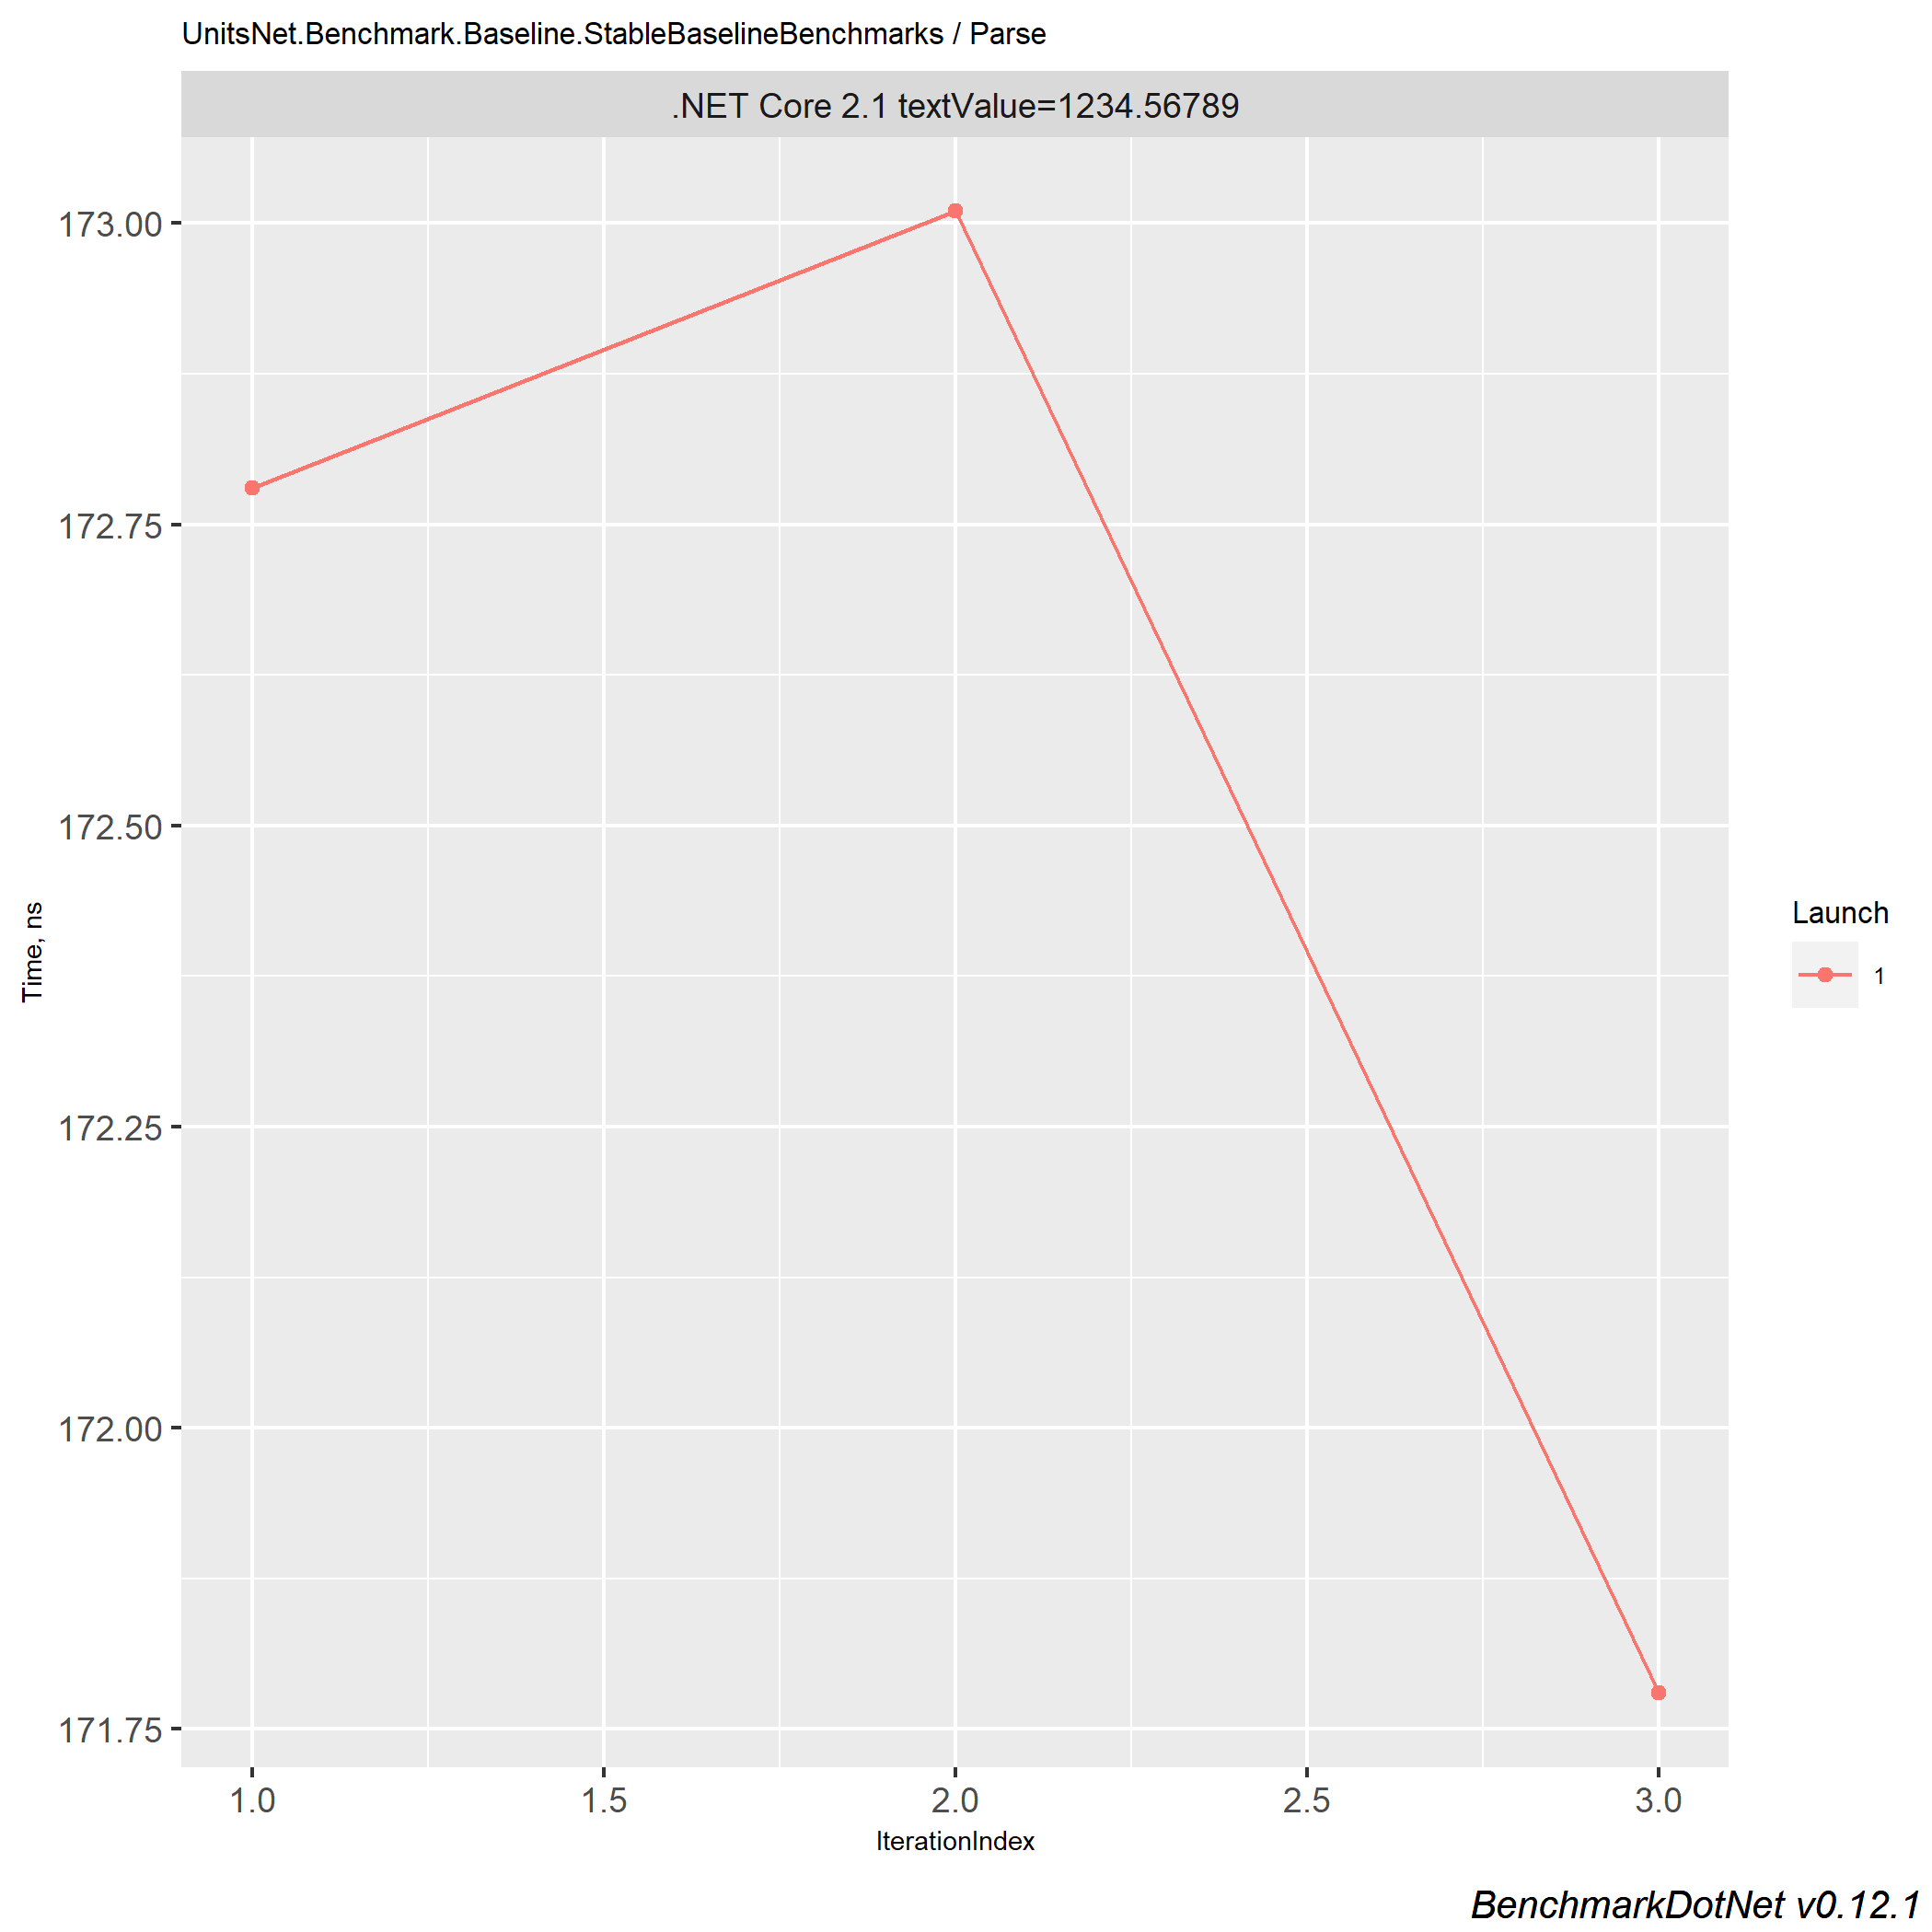 UnitsNet.Benchmark.Baseline.StableBaselineBenchmarks / Parse
.NET Core 2.1 textValue=1234.56789
173.00
172.75
172.50
172.25
172.00
171.75
Time, ns
1.0 1.5 2.0 2.5 3.0
IterationIndex
Launch
1
BenchmarkDotNet v0.12.1